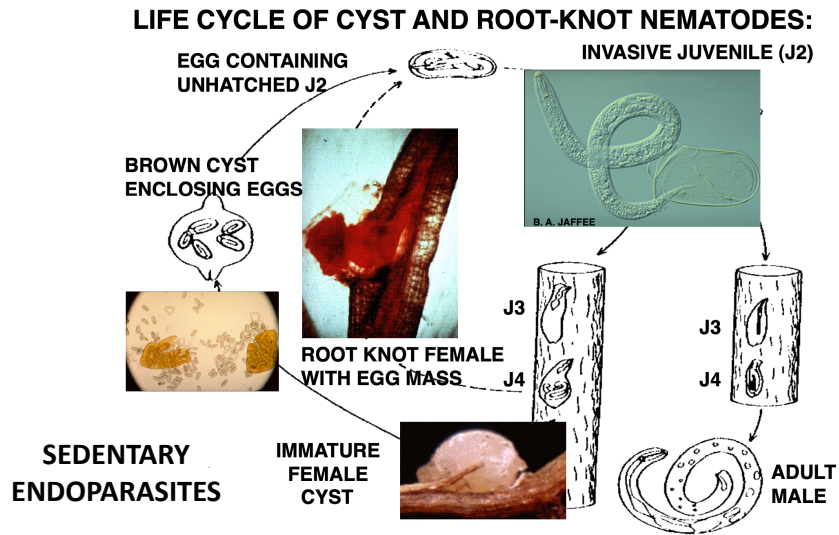 LIFE CYCLE OF CYST AND ROOT-KNOT NEMATODES:
EGG CONTAINING
UNHATCHED J2
INVASIVE JUVENILE (J2)
B. A. JAFFEE
BROWN CYST
ENCLOSING EGGS
J3
J4
J3
J4
ROOT KNOT FEMALE
WITH EGG MASS
IMMATURE
FEMALE
CYST
ADULT
MALE
SEDENTARY
ENDOPARASITES